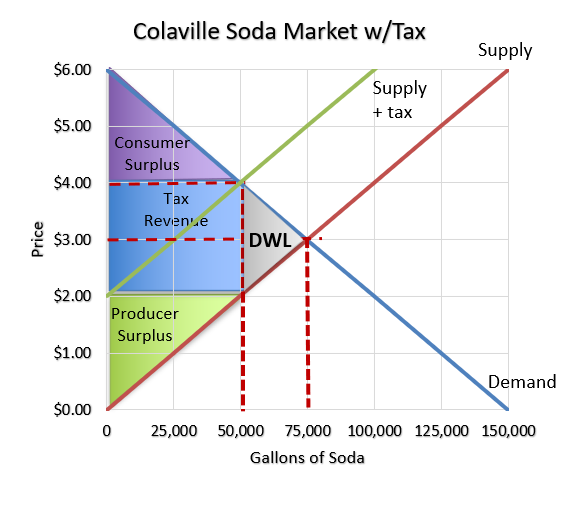 Colaville Soda Market w/Tax
Supply
$6.00
Supply
+ tax
$5.00
Consumer
Surplus
$4.00
Tax
Revenue
Price
$3.00
DWL
$2.00
Producer
Surplus
$1.00
Demand
$0.00
0 25,000 50,000 75,000 100,000 125,000 150,000
Gallons of Soda